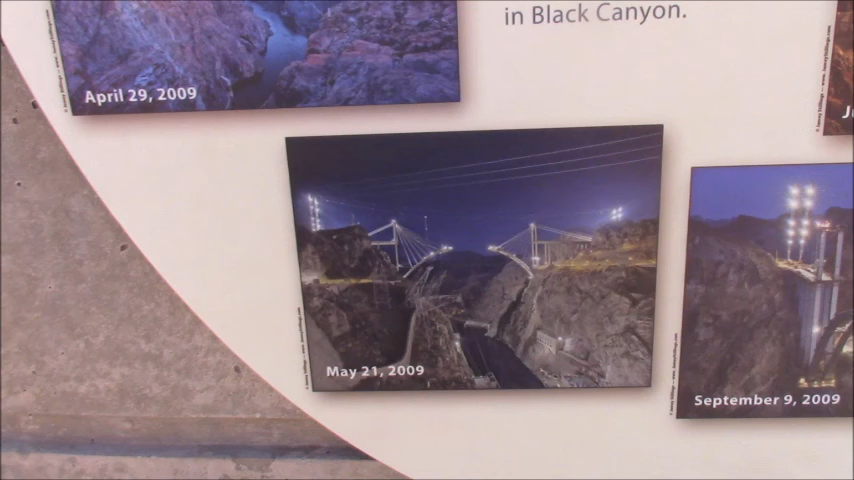 in Black Canyon.
April 29, 2009
May 21, 2009
September 9, 2009